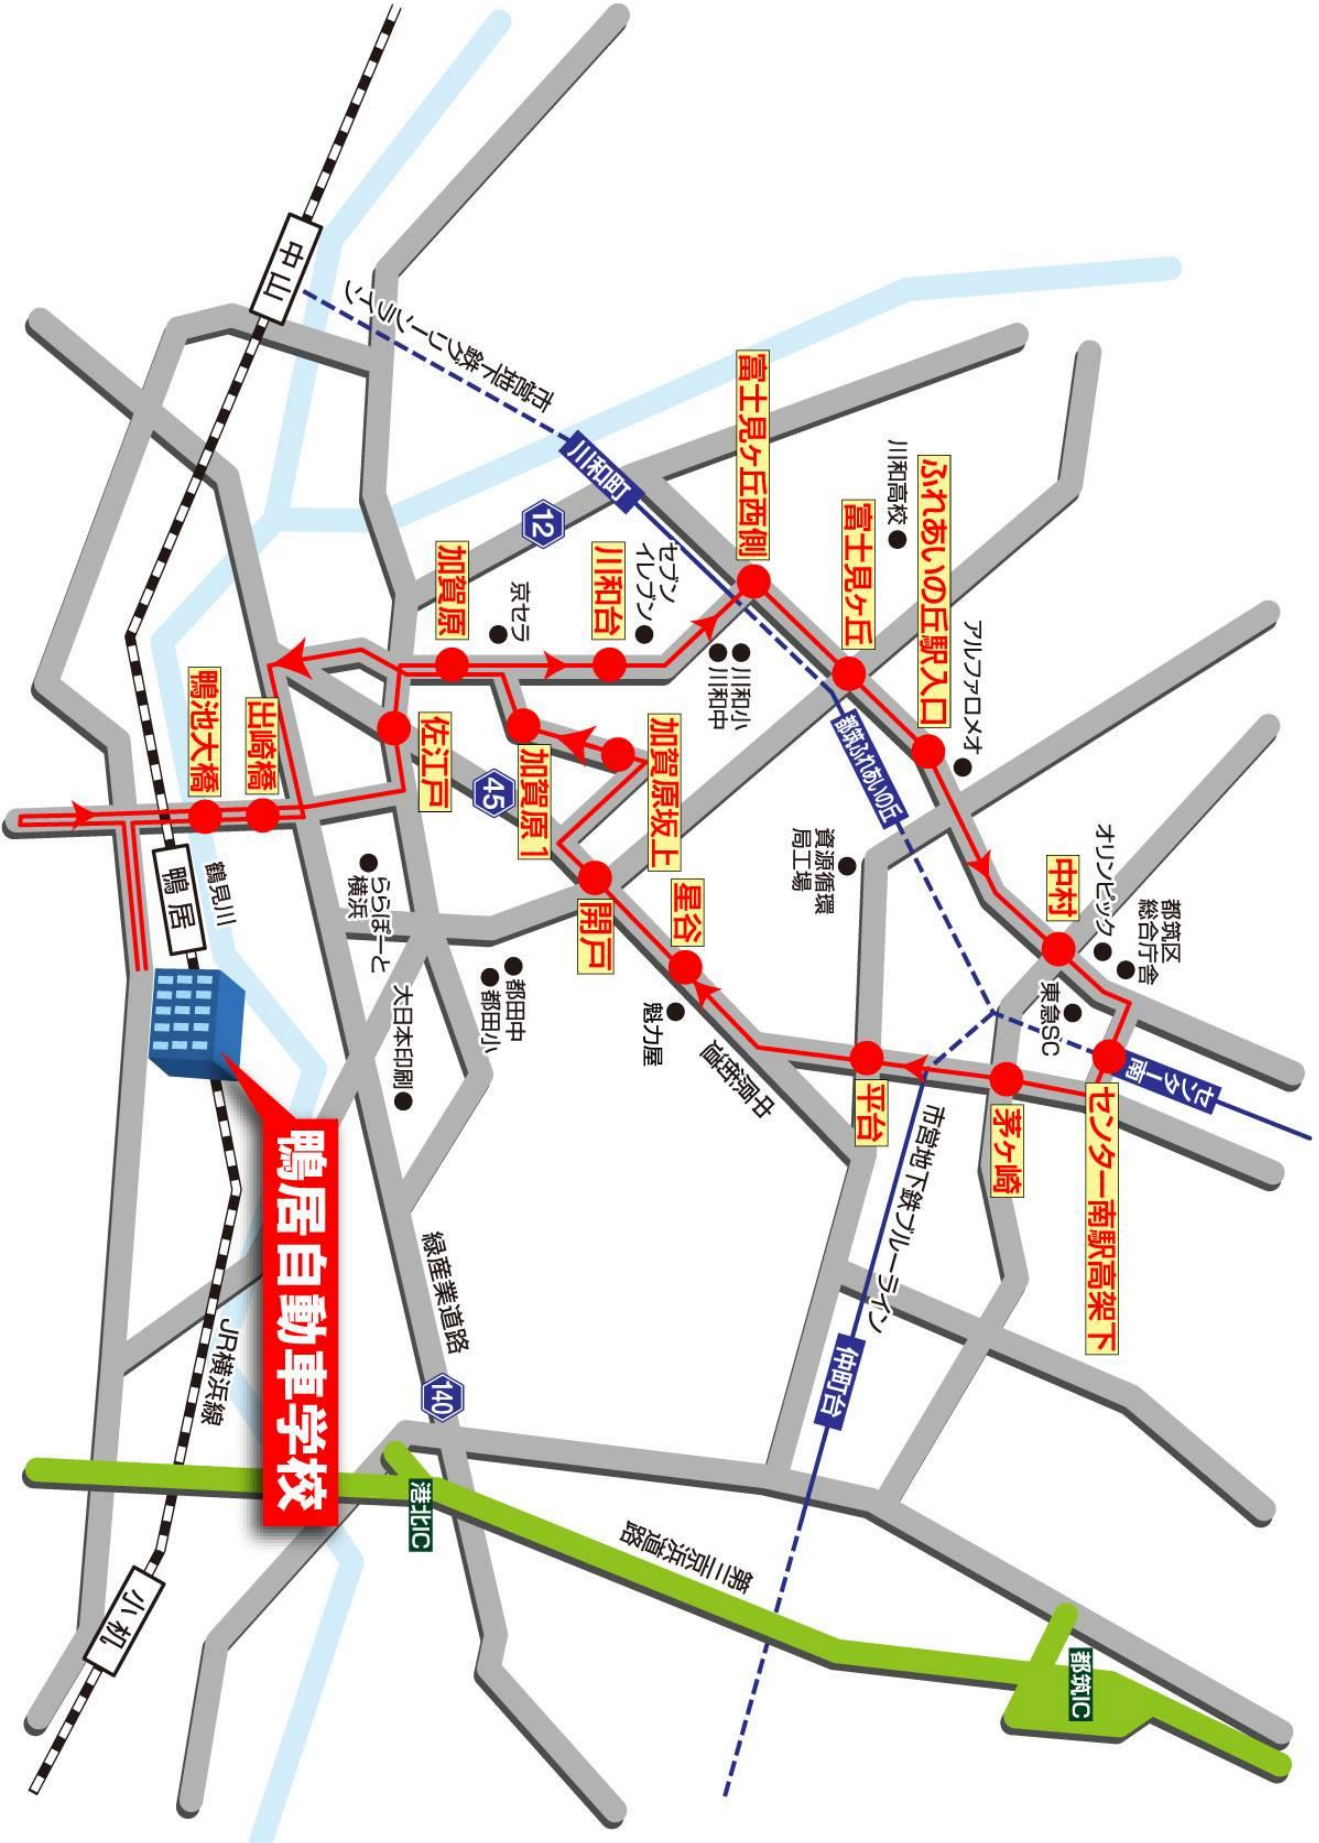 都筑区
総合庁舎
オリンピック
センター南
東急SC
中村
センター南駅高架下
都筑IC
茅ヶ崎
アルファロメオ
ふれあいの丘駅入口
川和高校
富士見ヶ丘
都筑ふれあいの丘
市営地下鉄ブルーライン
平台
仲町台
資源循環
局工場
富士見ヶ丘西側
川和小
川和中
中原街道
第三京浜道路
セブン
イレブン
加賀原坂上
星谷
魁力屋
川和町
川和台
開戸
12
京セラ
加賀原1
都田中
都田小
45
市営地下鉄グリーンライン
加賀原
佐江戸
緑産業道路
140
港北IC
大日本印刷
ららぽーと
横浜
中山
鴨居自動車学校
出崎橋
鴨池大橋
鶴見川
JR横浜線
鴨居
小机